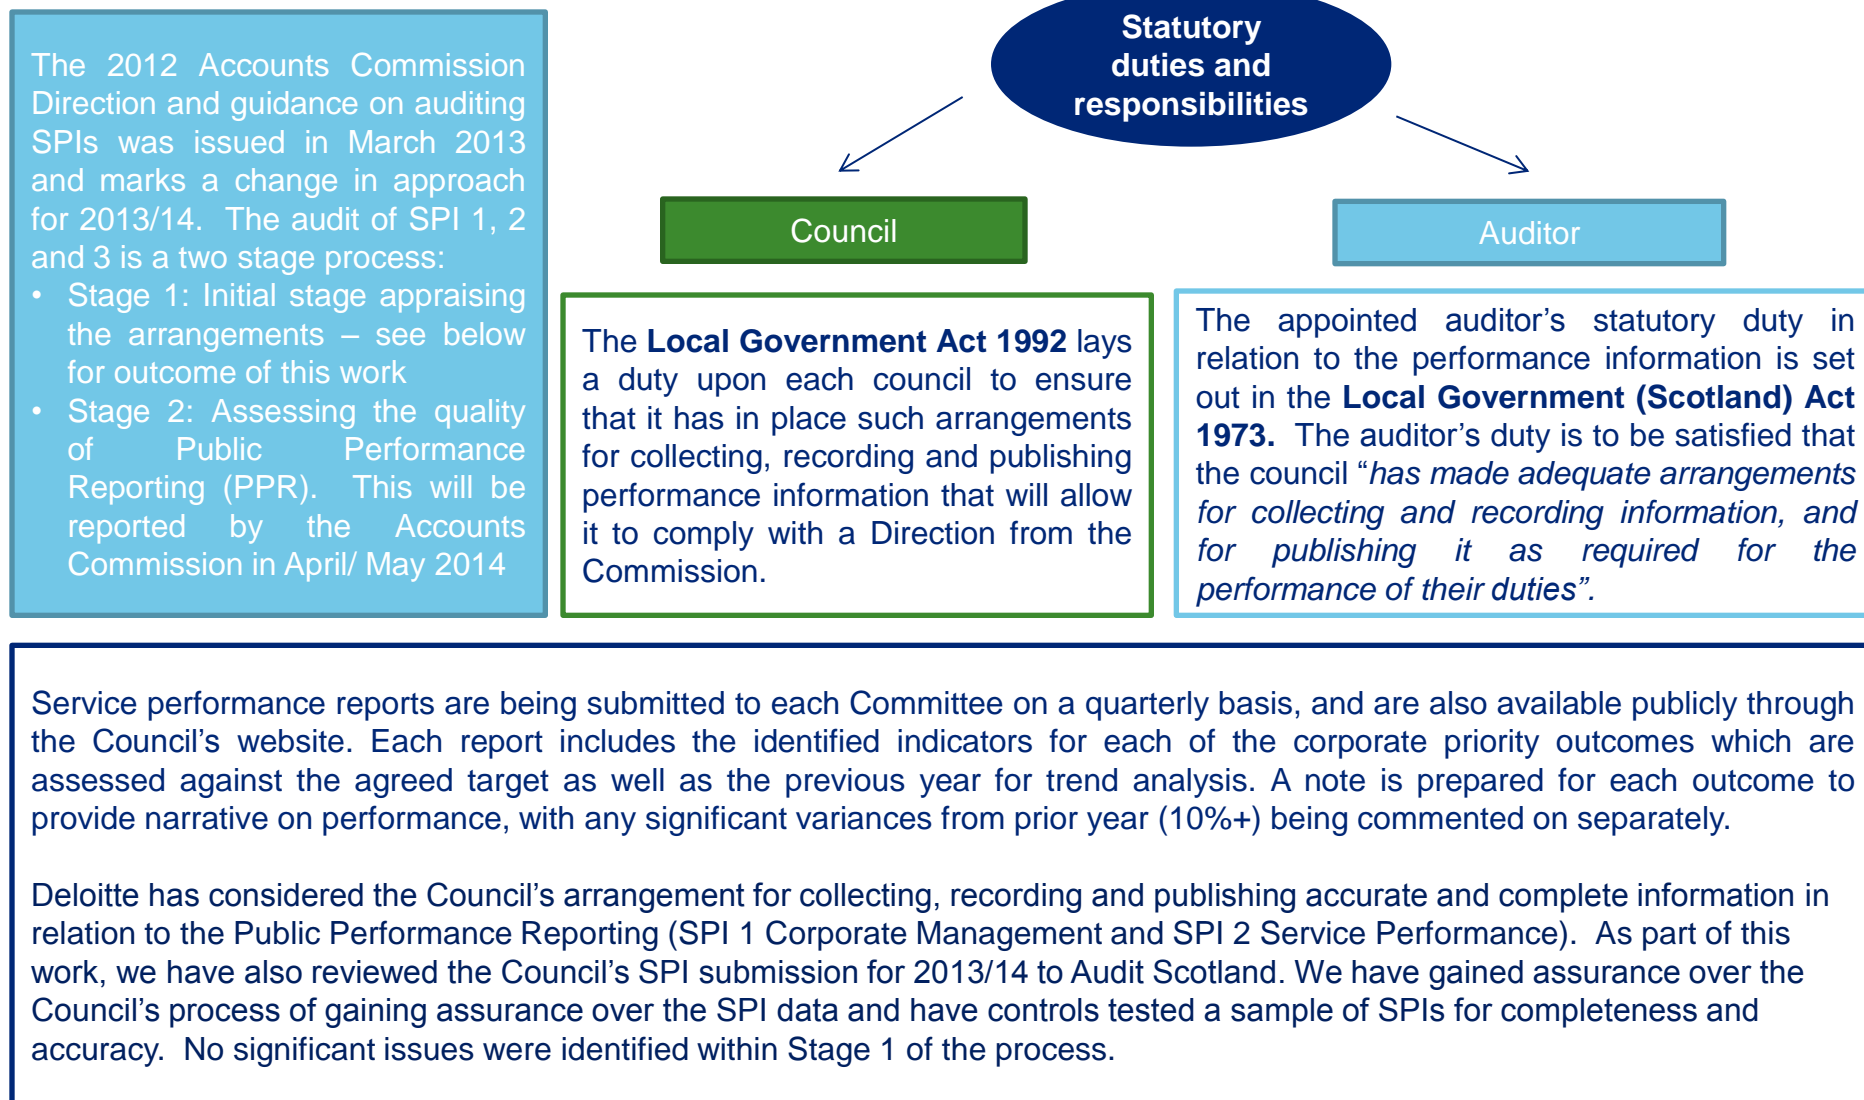 The 2012 Accounts Commission
Direction and guidance on auditing
SPIs was issued in March 2013
and marks a change in approach
for 2013/14. The audit of SPI 1, 2
and 3 is a two stage process:
• Stage 1: Initial stage appraising
the arrangements – see below
for outcome of this work
• Stage 2: Assessing the quality
of Public Performance
Reporting (PPR). This will be
reported by the Accounts
Commission in April/ May 2014
Statutory
duties and
responsibilities
Council
The Local Government Act 1992 lays
a duty upon each council to ensure
that it has in place such arrangements
for collecting, recording and publishing
performance information that will allow
it to comply with a Direction from the
Commission.
Auditor
The appointed auditor’s statutory duty in
relation to the performance information is set
out in the Local Government (Scotland) Act
1973. The auditor’s duty is to be satisfied that
the council “has made adequate arrangements
for collecting and recording information, and
for publishing it as required for the
performance of their duties”.
Service performance reports are being submitted to each Committee on a quarterly basis, and are also available publicly through
the Council’s website. Each report includes the identified indicators for each of the corporate priority outcomes which are
assessed against the agreed target as well as the previous year for trend analysis. A note is prepared for each outcome to
provide narrative on performance, with any significant variances from prior year (10%+) being commented on separately.
Deloitte has considered the Council’s arrangement for collecting, recording and publishing accurate and complete information in
relation to the Public Performance Reporting (SPI 1 Corporate Management and SPI 2 Service Performance). As part of this
work, we have also reviewed the Council’s SPI submission for 2013/14 to Audit Scotland. We have gained assurance over the
Council’s process of gaining assurance over the SPI data and have controls tested a sample of SPIs for completeness and
accuracy. No significant issues were identified within Stage 1 of the process.